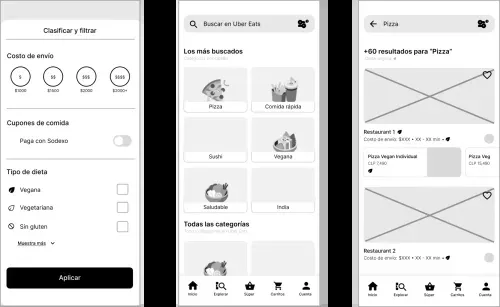 Clasificar y filtrar
Costo de envío
$ $$ $$$ $$$$
$1000 $1500 $2000 $2000+
Cupones de comida
Paga con Sodexo
Tipo de dieta
Vegana
Vegetariana
Sin gluten
Muestra más
Aplicar
Buscar en Uber Eats
Los más buscados
Pizza Comida rápida
Sushi Vegana
Saludable India
Todas las categorías
Inicio Explorar Súper Carritos Cuenta
Pizza
+60 resultados para "Pizza"
Restaurant 1
Costo de envío: $XXX • XX - XX min •
Pizza Vegan Individual
CLP 7,490
Pizza Veg
CLP 15,490
Restaurant 2
Costo de envío: $XXX • XX - XX min •
Inicio Explorar Súper Carritos Cuenta